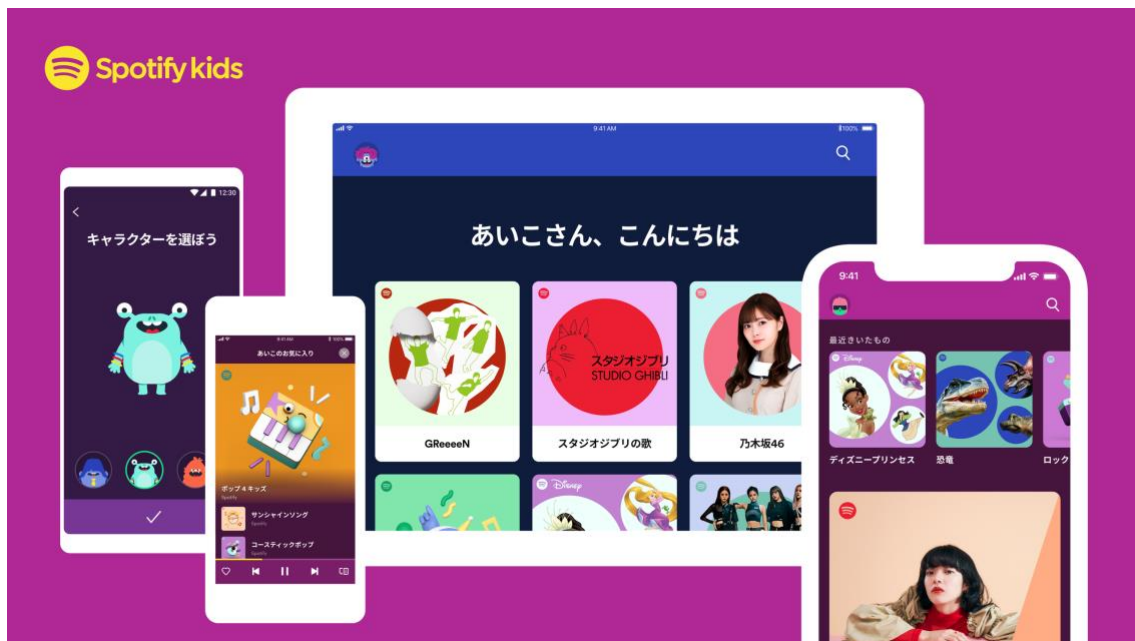 Spotify kids
12:30
キャラクターを選ぼう
9:41 AM
100%
あいこのお気に入り
ポップ 4 キッズ
Spotify
サンシャインソング
Spotify
コースティックポップ
Spotify
9:41 AM
100%
あいこさん、こんにちは
GReeeeN
スタジオジブリ
STUDIO GHIBLI
スタジオジブリの歌
乃木坂46
Disney
9:41
最近きいたもの
Disney
ディズニープリンセス
恐竜
ロック